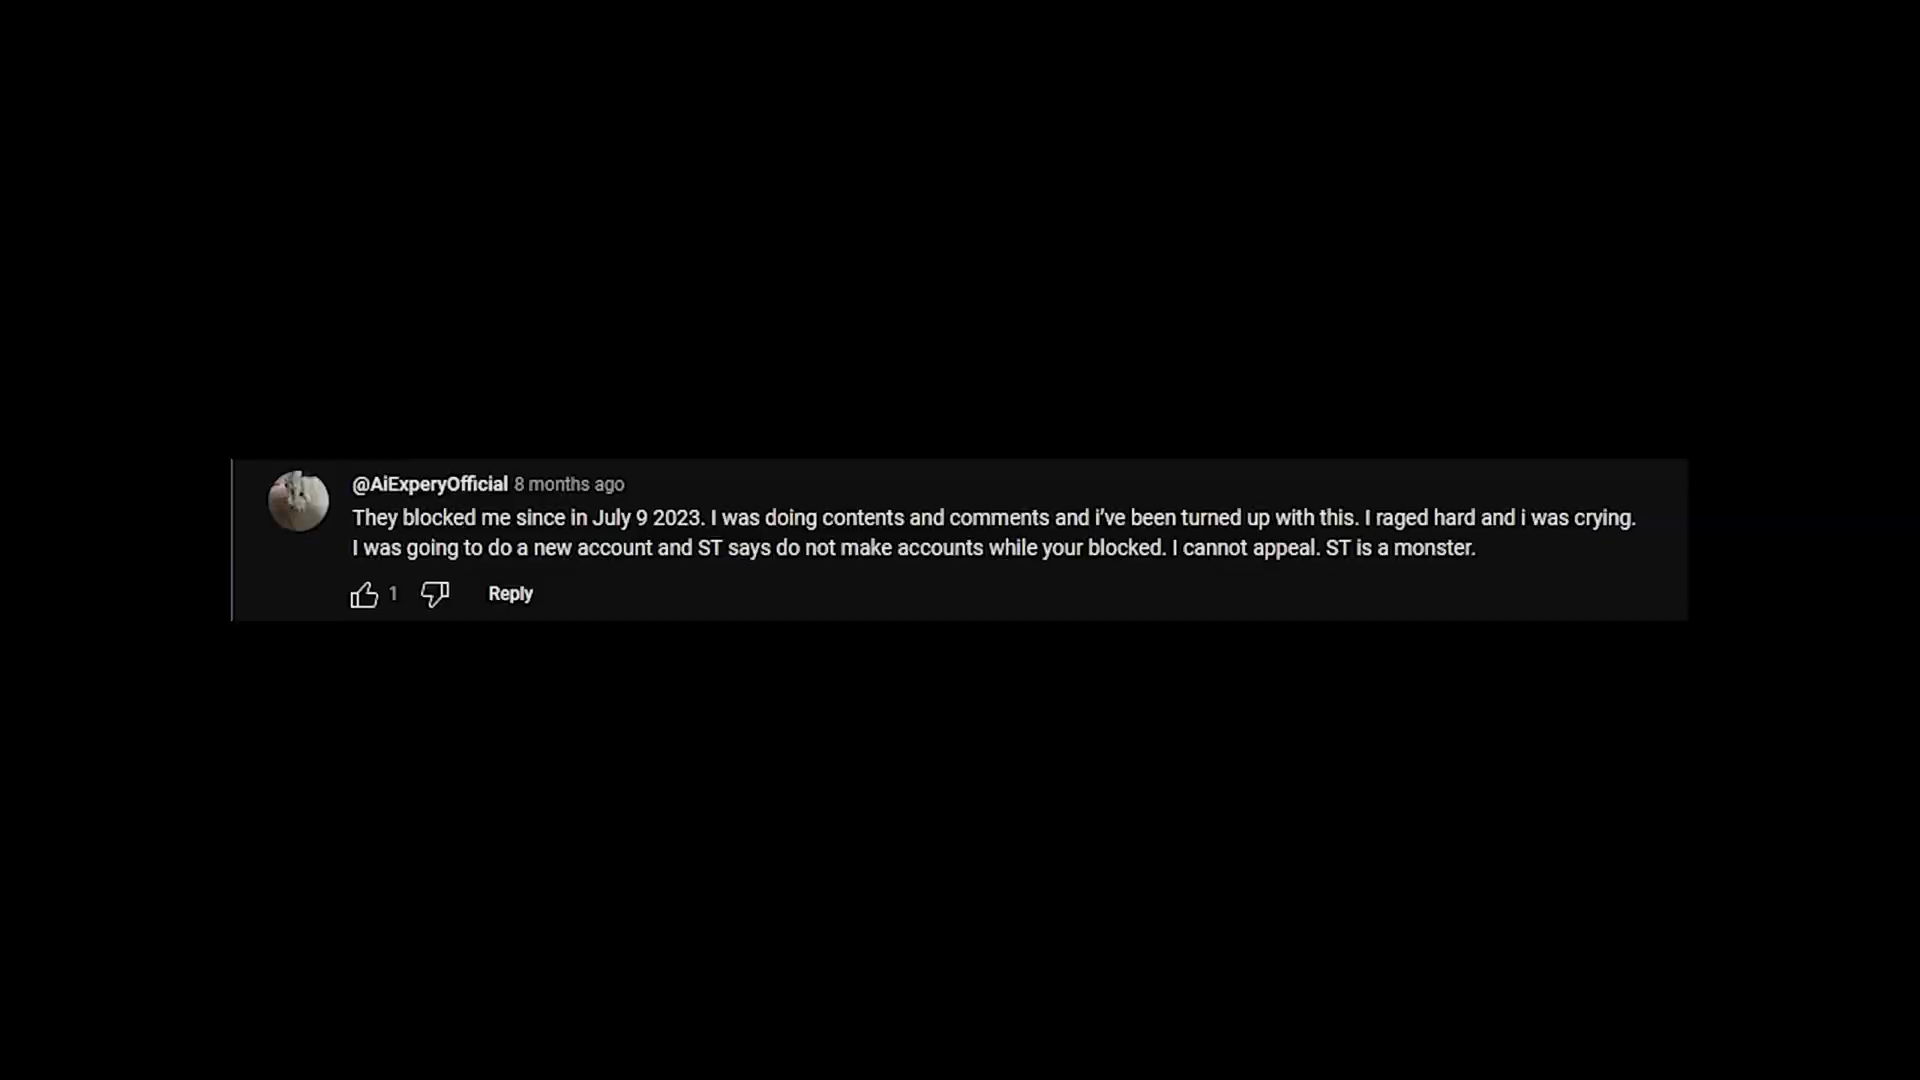 @AiExperyOfficial 8 months ago
They blocked me since in July 9 2023. I was doing contents and comments and i've been turned up with this. I raged hard and i was crying.
I was going to do a new account and ST says do not make accounts while your blocked. I cannot appeal. ST is a monster.
1 Reply